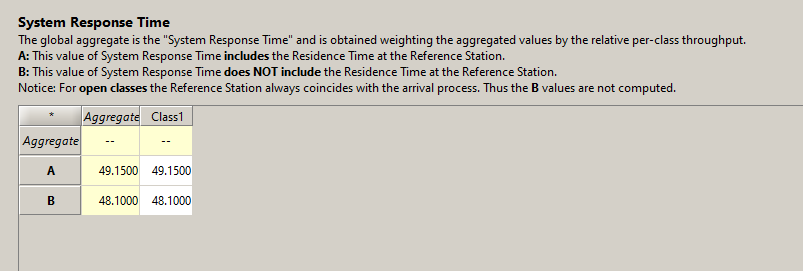 System Response Time
The global aggregate is the "System Response Time" and is obtained weighting the aggregated values by the relative per-class throughput.
A: This value of System Response Time includes the Residence Time at the Reference Station.
B: This value of System Response Time does NOT include the Residence Time at the Reference Station.
Notice: For open classes the Reference Station always coincides with the arrival process. Thus the B values are not computed.
* Aggregate Class1
Aggregate -- --
A 49.1500 49.1500
B 48.1000 48.1000